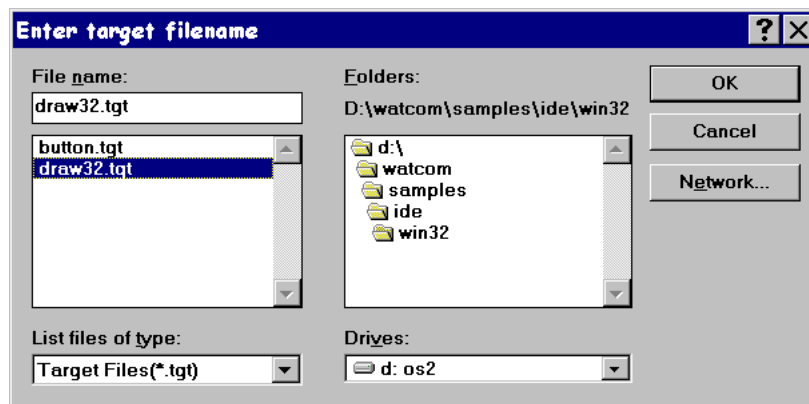 Enter target filename
File name:
draw32.tgt
button.tgt
draw32.tgt
List files of type:
Target Files(*.tgt)
Folders:
D:\watcom\samples\ide\win32
d:\
watcom
samples
ide
win32
Drives:
d: os2
OK
Cancel
Network...